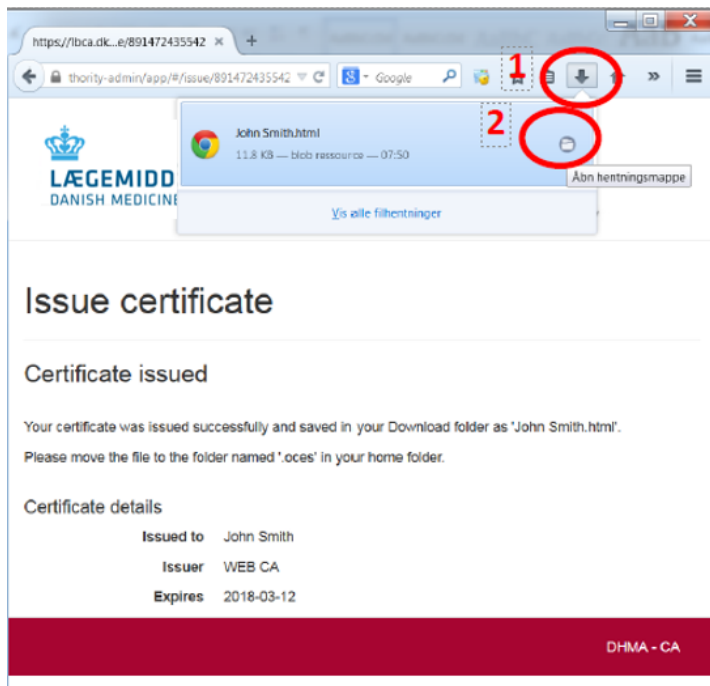 https://lbca.dk...e/891472435542 × +
thority-admin/app/#/issue/891472435542 Google 1 »
John Smith.html 2
11.8 KB — blob ressource — 07:50
Åbn hentningsmappe
Vis alle filhentninger
LÆGEMIDD
DANISH MEDICINE
Issue certificate
Certificate issued
Your certificate was issued successfully and saved in your Download folder as 'John Smith.html'.
Please move the file to the folder named '.oces' in your home folder.
Certificate details
Issued to John Smith
Issuer WEB CA
Expires 2018-03-12
DHMA - CA